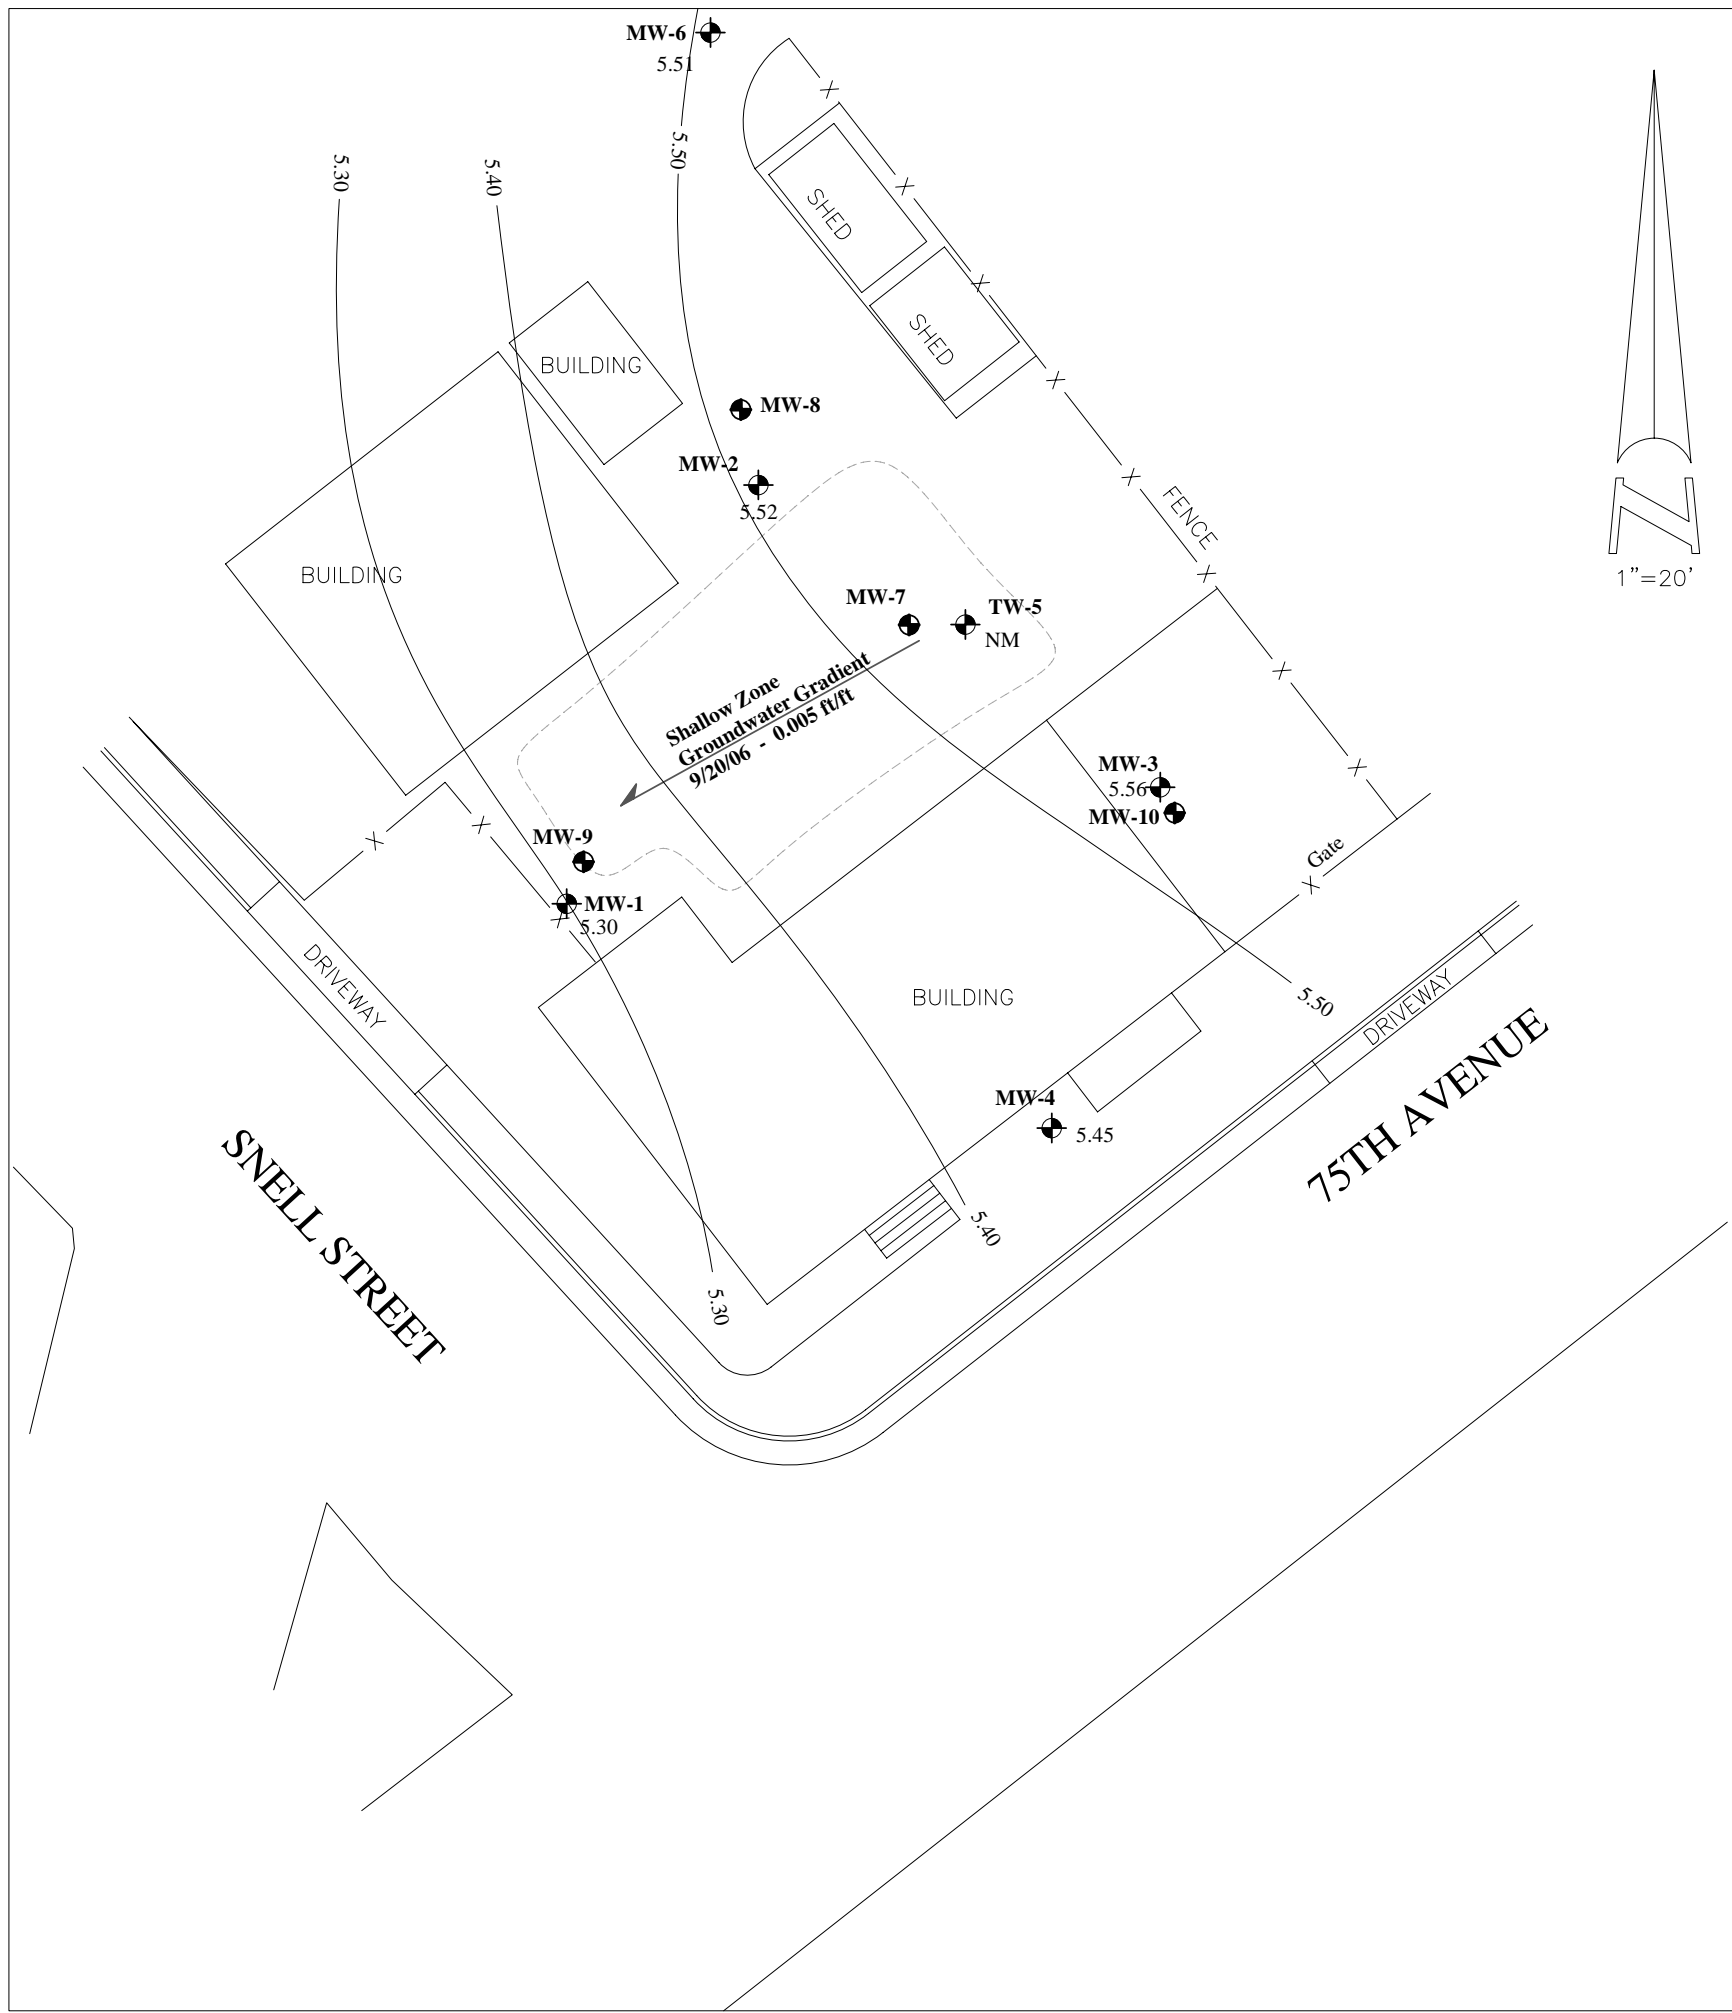 MW-6
5.51
5.30
5.40
5.50
SHED
SHED
BUILDING
MW-8
MW-2
5.52
FENCE
N
1"=20'
BUILDING
MW-7
TW-5
NM
Shallow Zone
Groundwater Gradient
9/20/06 - 0.005 ft/ft
MW-3
5.56
MW-10
MW-9
Gate
MW-1
5.30
DRIVEWAY
BUILDING
5.50
DRIVEWAY
75TH AVENUE
MW-4
5.45
SNELL STREET
5.40
5.30